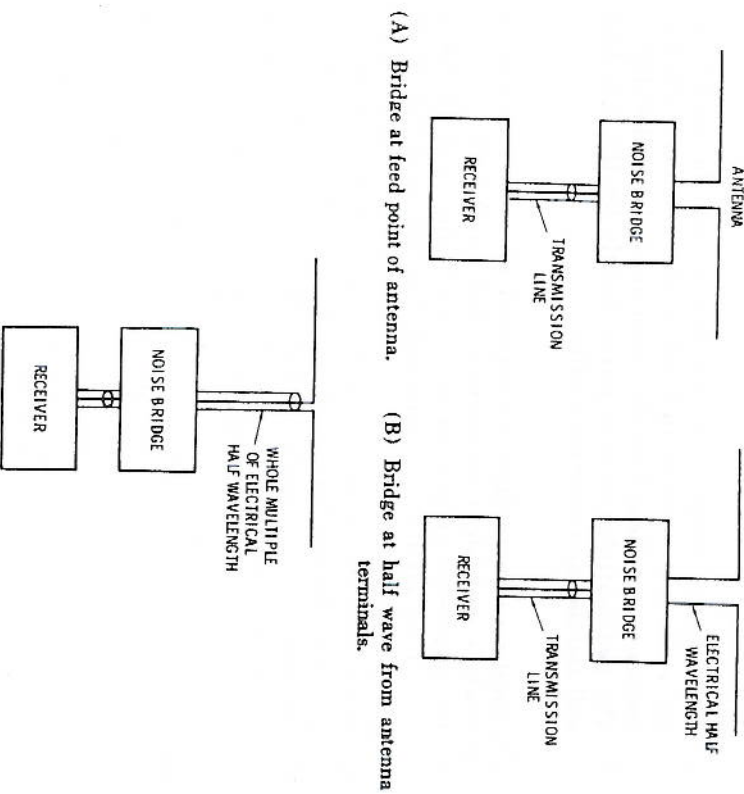 ANTENNA
NOISE BRIDGE
TRANSMISSION
LINE
RECEIVER
(A) Bridge at feed point of antenna.
ELECTRICAL HALF
WAVELENGTH
NOISE BRIDGE
TRANSMISSION
LINE
RECEIVER
(B) Bridge at half wave from antenna
terminals.
WHOLE MULTIPLE
OF ELECTRICAL
HALF WAVELENGTH
NOISE BRIDGE
RECEIVER